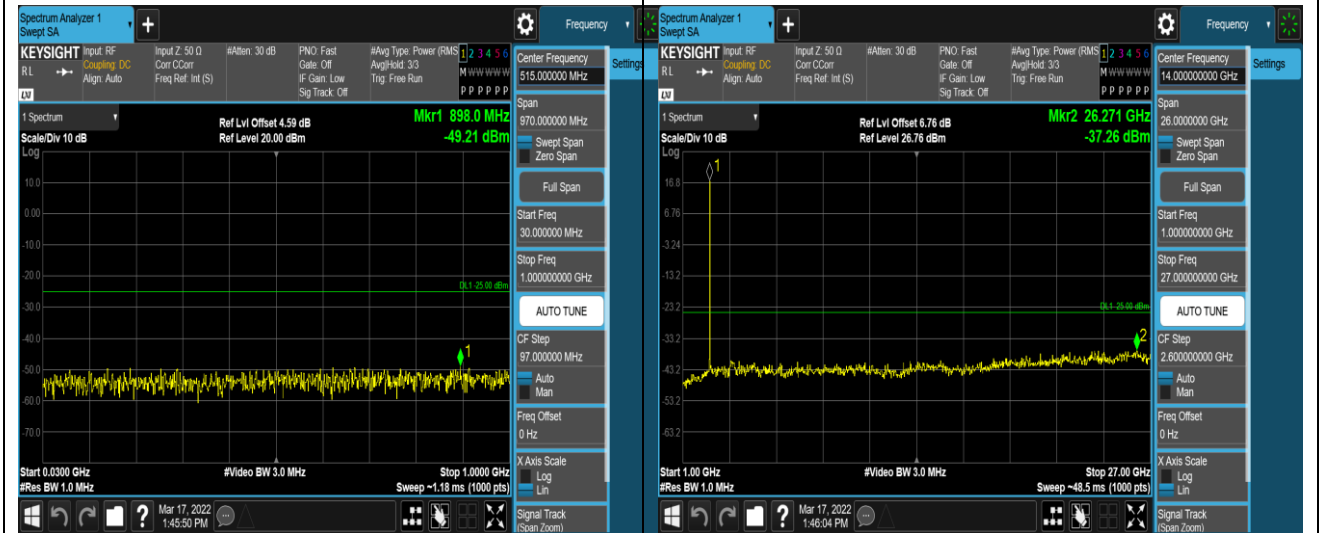 Spectrum Analyzer 1
Swept SA
+
Frequency
KEYSIGHT Input: RF
Coupling: DC
Align: Auto
Input Z: 50 Ω
Corr CCorr
Freq Ref: Int (S)
#Atten: 30 dB
PNO: Fast
Gate: Off
IF Gain: Low
Sig Track: Off
#Avg Type: Power (RMS
Avg|Hold: 3/3
Trig: Free Run
1 2 3 4 5 6
M W W W W W
P P P P P P
R L
LXI
Center Frequency
515.000000 MHz
Settings
Span
970.000000 MHz
Swept Span
Zero Span
Full Span
Start Freq
30.000000 MHz
Stop Freq
1.000000000 GHz
AUTO TUNE
CF Step
97.000000 MHz
Auto
Man
Freq Offset
0 Hz
X Axis Scale
Log
Lin
Signal Track
(Span Zoom)
1 Spectrum
Scale/Div 10 dB
Log
Ref Lvl Offset 4.59 dB
Ref Level 20.00 dBm
Mkr1 898.0 MHz
-49.21 dBm
10.0
0.00
-10.0
-20.0
-30.0
-40.0
-50.0
-60.0
-70.0
DL1 -25.00 dBm
1
Start 0.0300 GHz
#Res BW 1.0 MHz
#Video BW 3.0 MHz
Stop 1.0000 GHz
Sweep ~1.18 ms (1000 pts)
?
Mar 17, 2022
1:45:50 PM
Spectrum Analyzer 1
Swept SA
+
Frequency
KEYSIGHT Input: RF
Coupling: DC
Align: Auto
Input Z: 50 Ω
Corr CCorr
Freq Ref: Int (S)
#Atten: 30 dB
PNO: Fast
Gate: Off
IF Gain: Low
Sig Track: Off
#Avg Type: Power (RMS
Avg|Hold: 3/3
Trig: Free Run
1 2 3 4 5 6
M W W W W W
P P P P P P
R L
LXI
Center Frequency
14.000000000 GHz
Settings
Span
26.0000000 GHz
Swept Span
Zero Span
Full Span
Start Freq
1.000000000 GHz
Stop Freq
27.000000000 GHz
AUTO TUNE
CF Step
2.600000000 GHz
Auto
Man
Freq Offset
0 Hz
X Axis Scale
Log
Lin
Signal Track
(Span Zoom)
1 Spectrum
Scale/Div 10 dB
Log
Ref Lvl Offset 6.76 dB
Ref Level 26.76 dBm
Mkr2 26.271 GHz
-37.26 dBm
16.8
6.76
-3.24
-13.2
-23.2
-33.2
-43.2
-53.2
-63.2
1
DL1 -25.00 dBm
2
Start 1.00 GHz
#Res BW 1.0 MHz
#Video BW 3.0 MHz
Stop 27.00 GHz
Sweep ~48.5 ms (1000 pts)
?
Mar 17, 2022
1:46:04 PM